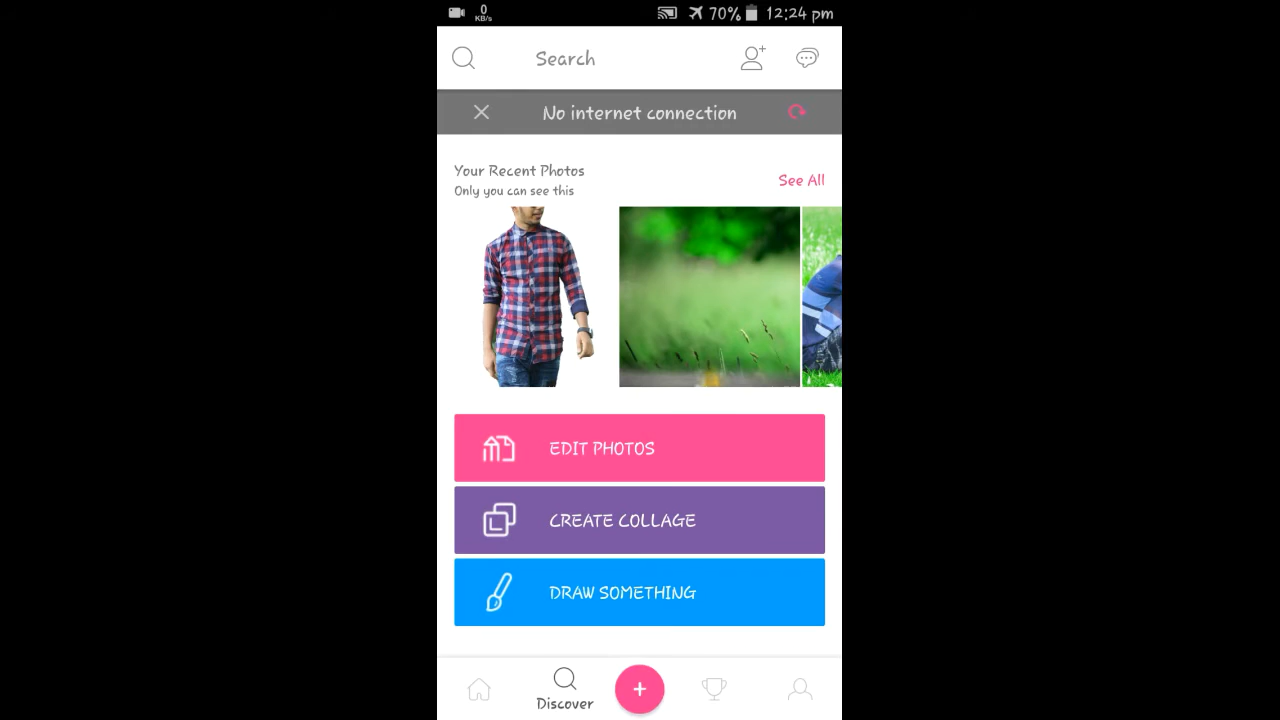 0
KB/s
70%
12:24 pm
Search
No internet connection
Your Recent Photos
Only you can see this
See All
EDIT PHOTOS
CREATE COLLAGE
DRAW SOMETHING
Discover